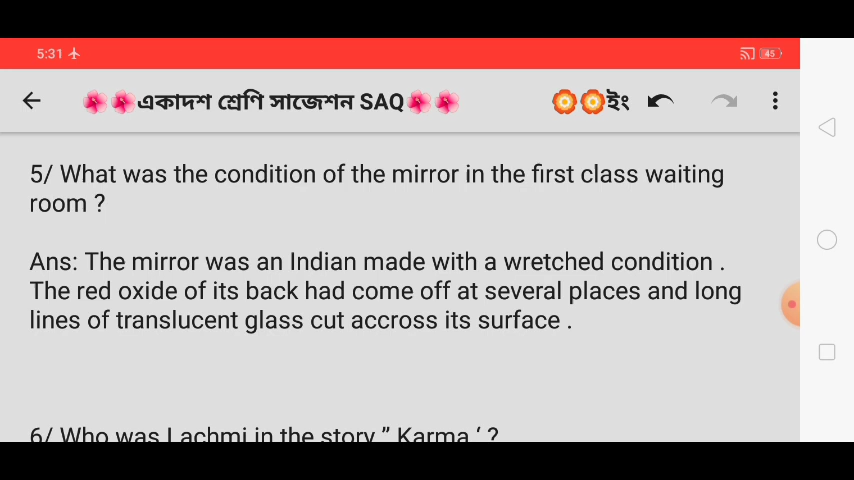 5:31 45
একাদশ শ্রেণি সাজেশন SAQ ইং
5/ What was the condition of the mirror in the first class waiting
room ?
Ans: The mirror was an Indian made with a wretched condition .
The red oxide of its back had come off at several places and long
lines of translucent glass cut accross its surface .
6/ Who was Lachmi in the story ” Karma ‘ ?